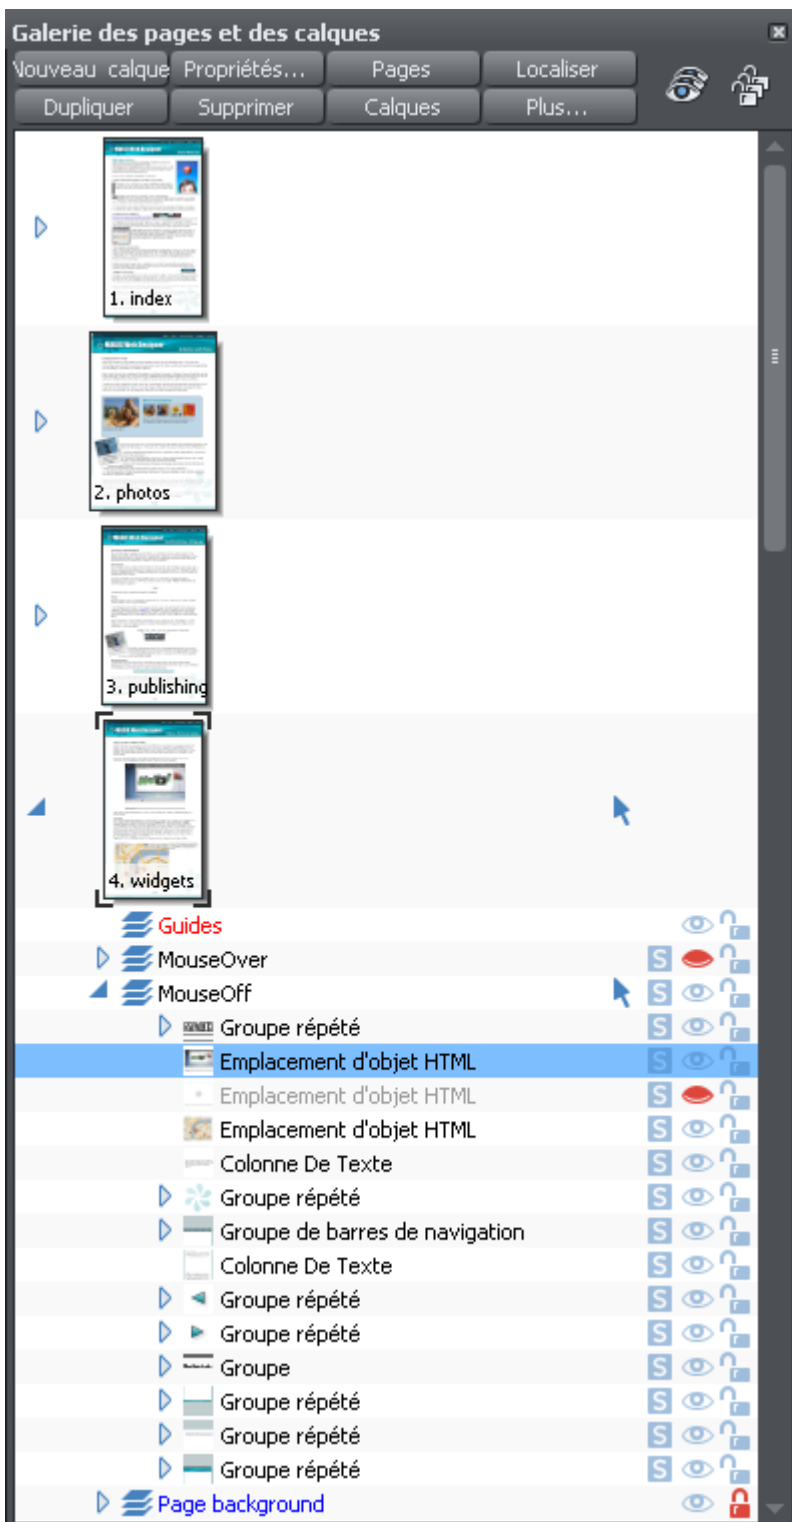 Galerie des pages et des calques
Nouveau calque Propriétés... Pages Localiser
Dupliquer Supprimer Calques Plus...
1. index
2. photos
3. publishing
4. widgets
Guides
MouseOver
S
MouseOff
S
Groupe répété
S
Emplacement d'objet HTML
S
Emplacement d'objet HTML
S
Emplacement d'objet HTML
S
Colonne De Texte
S
Groupe répété
S
Groupe de barres de navigation
S
Colonne De Texte
S
Groupe répété
S
Groupe répété
S
Groupe
S
Groupe répété
S
Groupe répété
S
Groupe répété
S
Page background